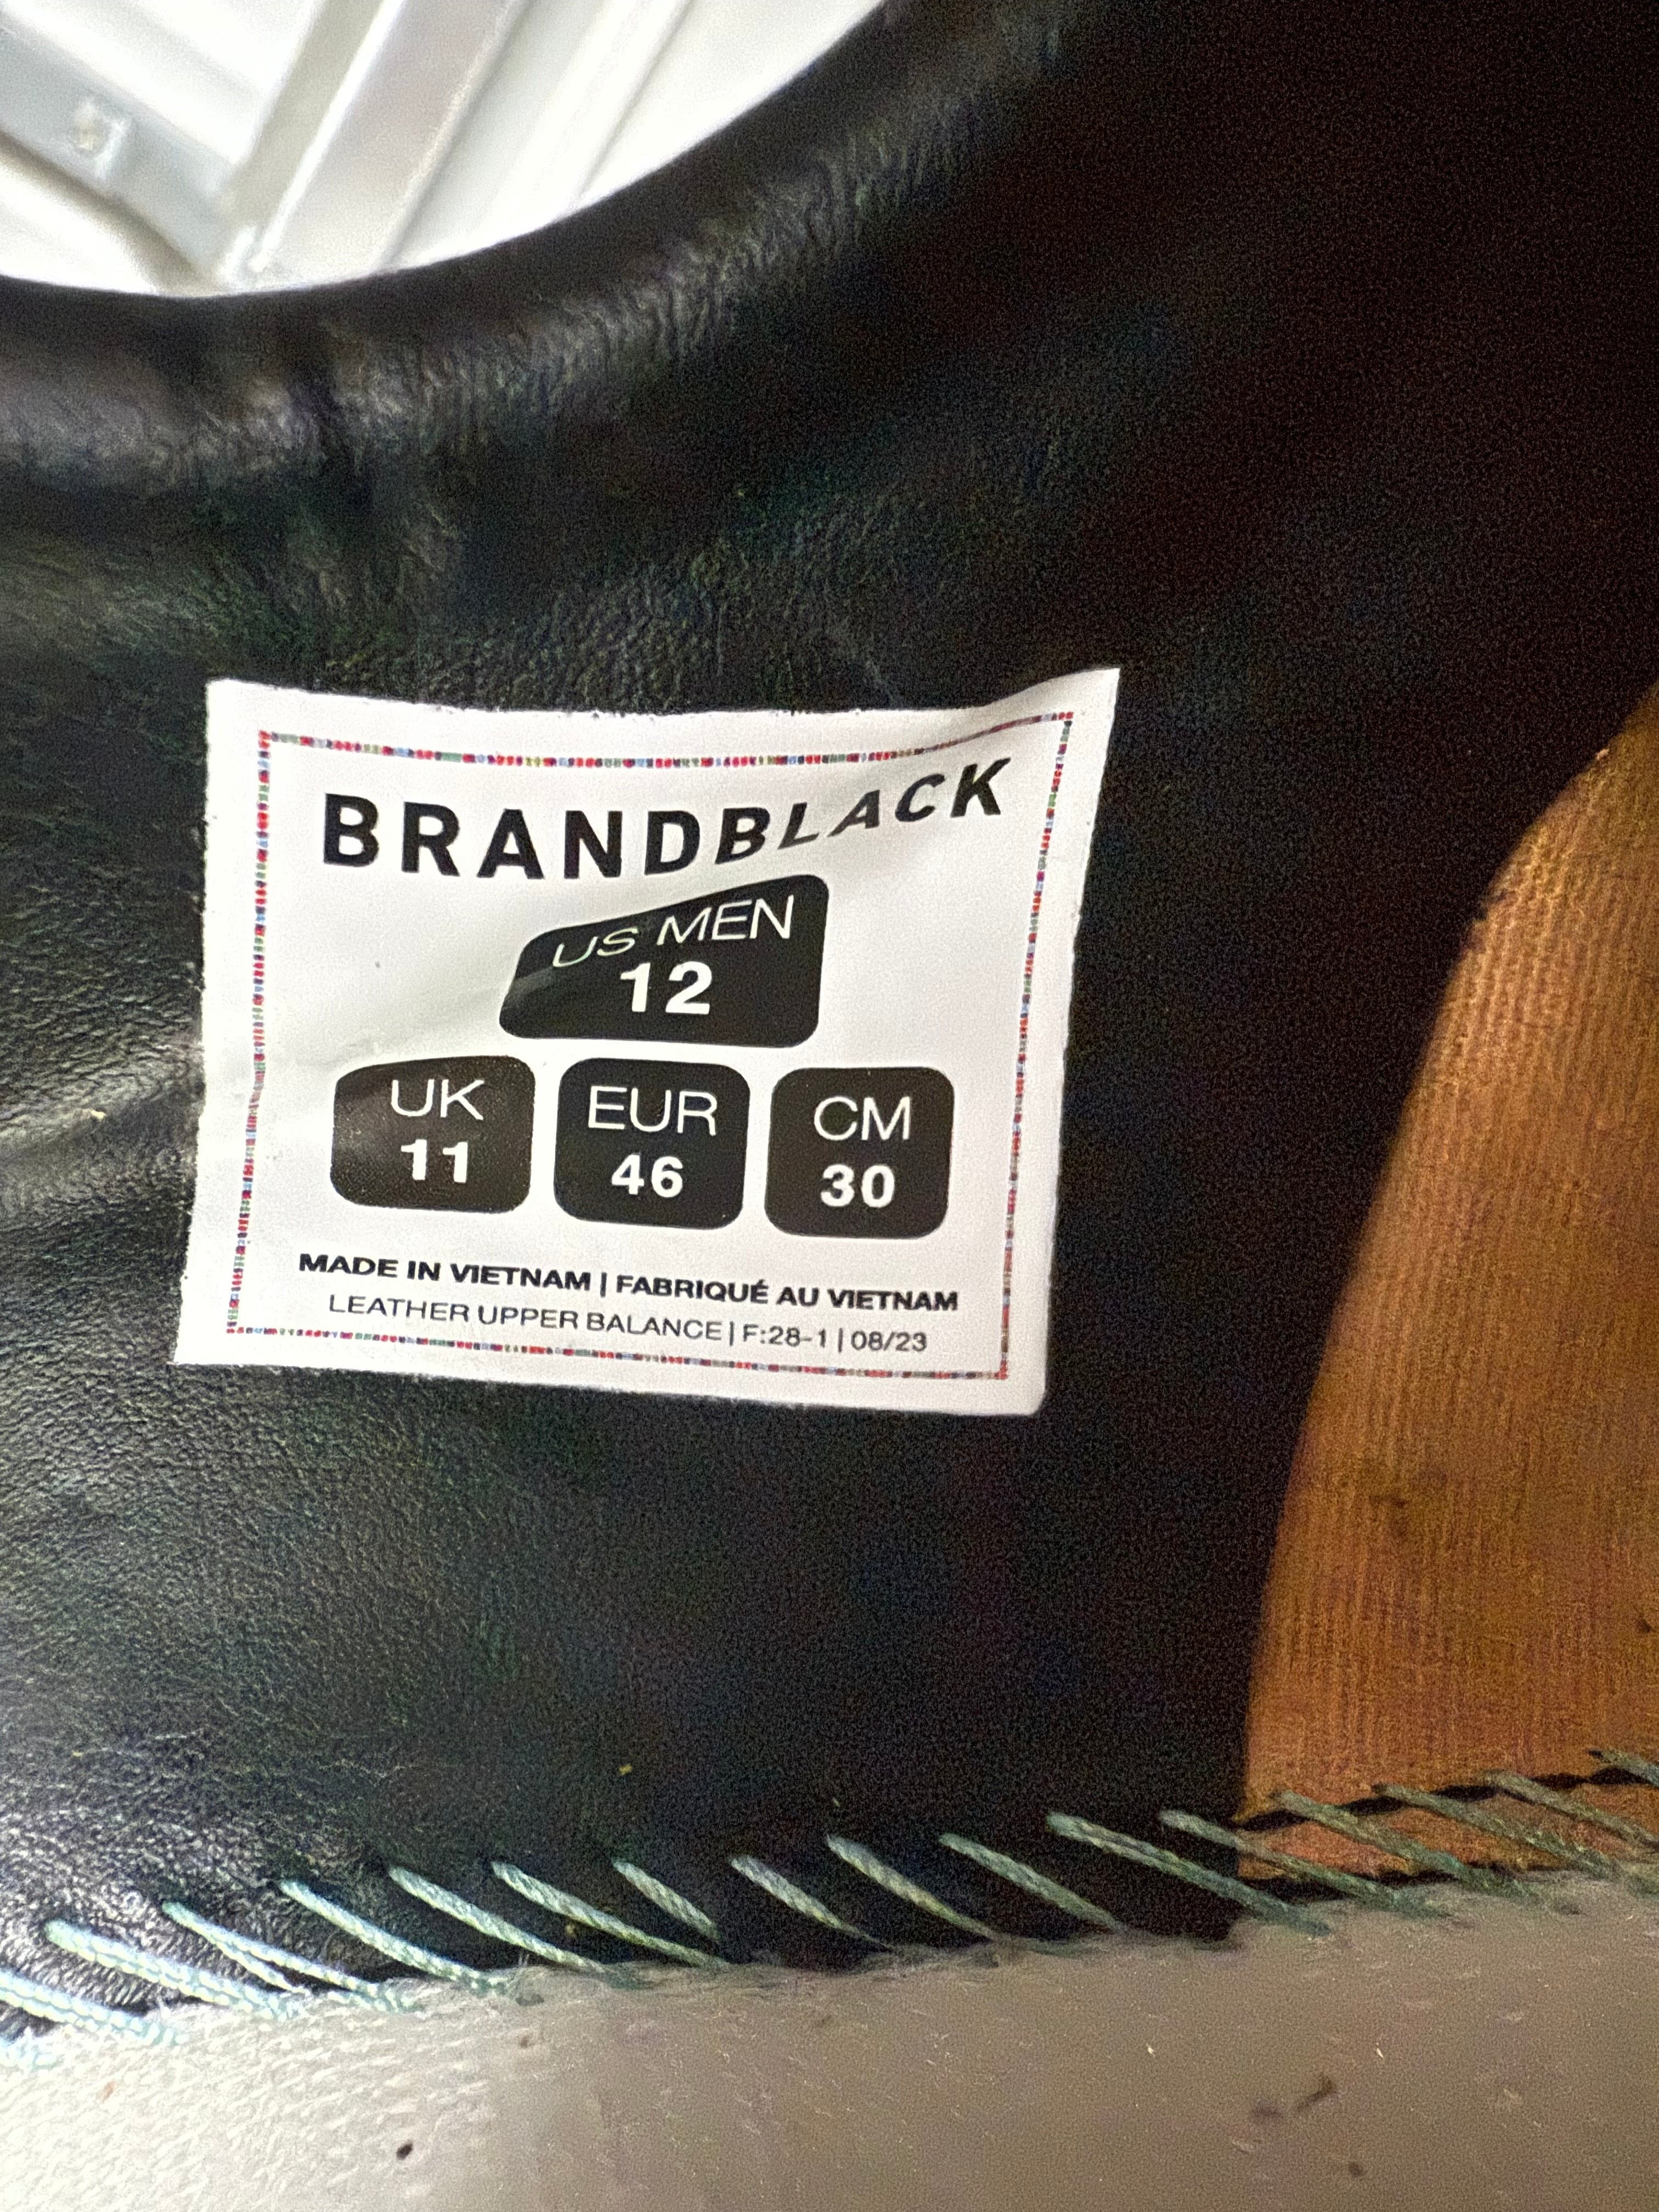 BRANDBLACK
US MEN
12
UK EUR CM
11 46 30
MADE IN VIETNAM | FABRIQUÉ AU VIETNAM
LEATHER UPPER BALANCE | F:28-1 | 08/23